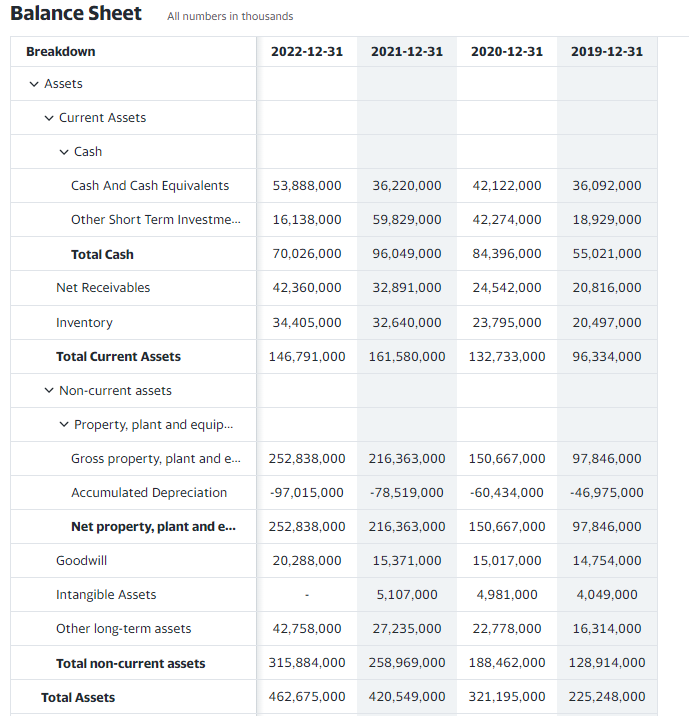 Balance Sheet All numbers in thousands
Breakdown 2022-12-31 2021-12-31 2020-12-31 2019-12-31
Assets
Current Assets
Cash
Cash And Cash Equivalents 53,888,000 36,220,000 42,122,000 36,092,000
Other Short Term Investme... 16,138,000 59,829,000 42,274,000 18,929,000
Total Cash 70,026,000 96,049,000 84,396,000 55,021,000
Net Receivables 42,360,000 32,891,000 24,542,000 20,816,000
Inventory 34,405,000 32,640,000 23,795,000 20,497,000
Total Current Assets 146,791,000 161,580,000 132,733,000 96,334,000
Non-current assets
Property, plant and equip...
Gross property, plant and e... 252,838,000 216,363,000 150,667,000 97,846,000
Accumulated Depreciation -97,015,000 -78,519,000 -60,434,000 -46,975,000
Net property, plant and e... 252,838,000 216,363,000 150,667,000 97,846,000
Goodwill 20,288,000 15,371,000 15,017,000 14,754,000
Intangible Assets - 5,107,000 4,981,000 4,049,000
Other long-term assets 42,758,000 27,235,000 22,778,000 16,314,000
Total non-current assets 315,884,000 258,969,000 188,462,000 128,914,000
Total Assets 462,675,000 420,549,000 321,195,000 225,248,000